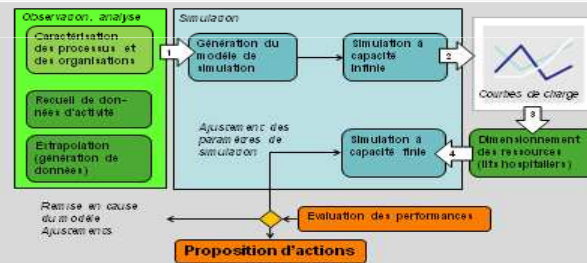 Observation, analyse
Caractérisation
des processus et
des organisations
Recueil de don-
nées d'activité
Extrapolation
(génération de
données)
1
Simulation
Génération du
modèle de
simulation
Simulation à
capacité
infinie
2
Courbes de charge
3
Dimensionnement
des ressources
(lits hospitaliers)
4
Simulation à
capacité finie
Ajustement des
paramètres de
simulation
Remise en cause
du modèle
Ajustements
Evaluation des performances
Proposition d'actions